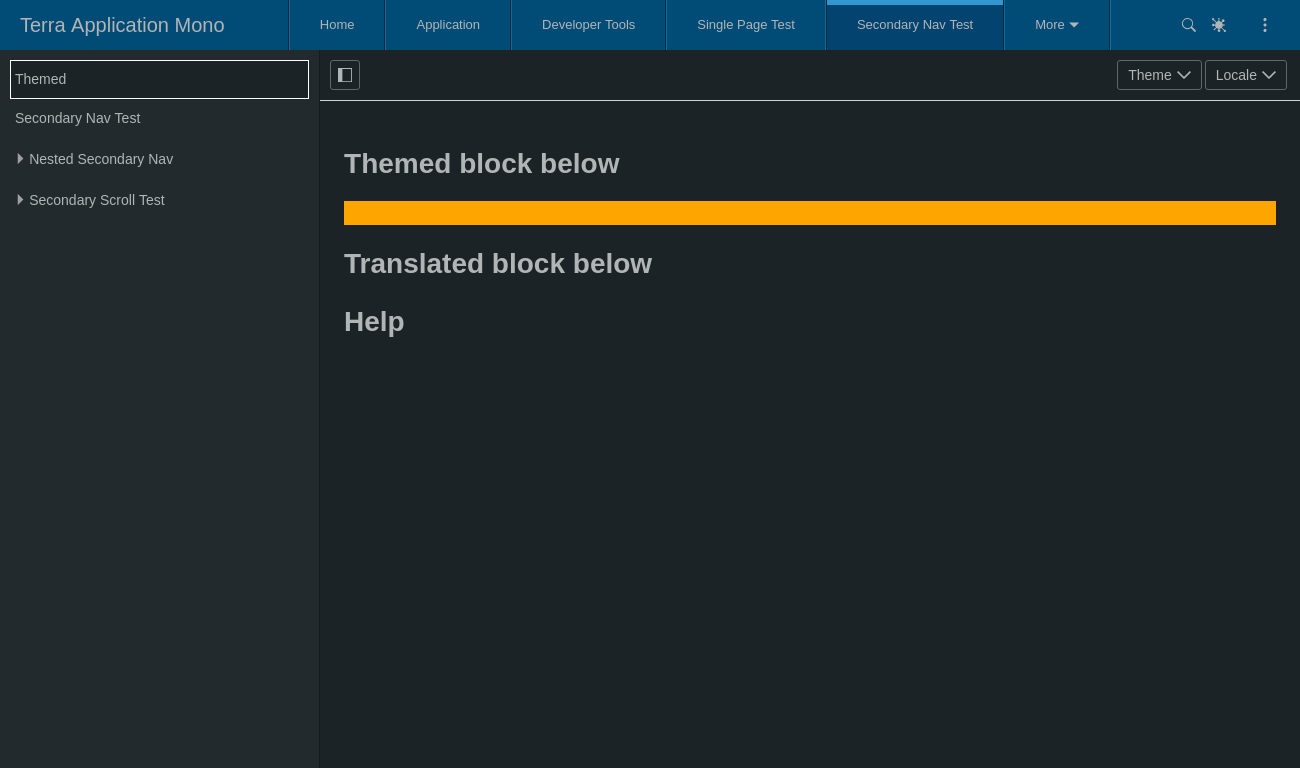 Terra Application Mono
Home
Application
Developer Tools
Single Page Test
Secondary Nav Test
More
Themed
Secondary Nav Test
Nested Secondary Nav
Secondary Scroll Test
Theme
Locale
Themed block below
Translated block below
Help